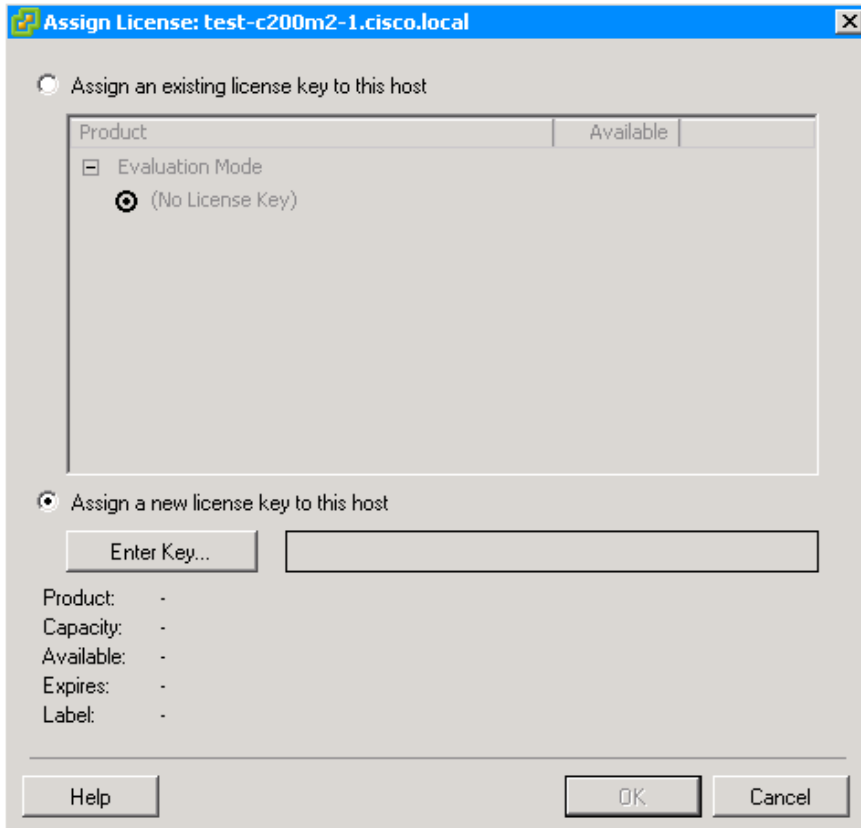 Assign License: test-c200m2-1.cisco.local
Assign an existing license key to this host
Product Available
Evaluation Mode
(No License Key)
Assign a new license key to this host
Enter Key...
Product: -
Capacity: -
Available: -
Expires: -
Label: -
Help OK Cancel